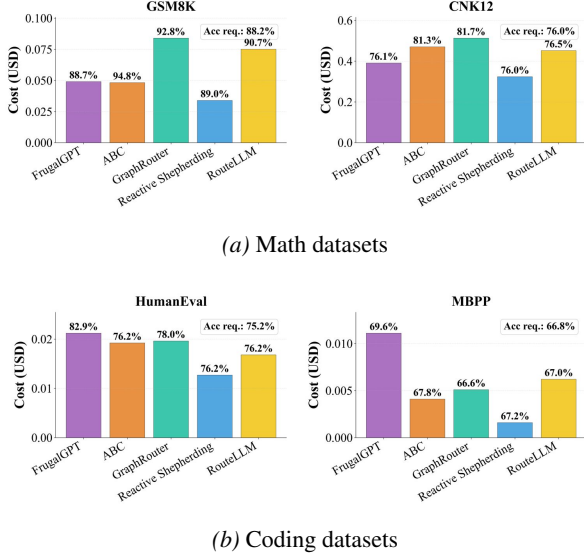 GSM8K
Cost (USD)
0.100
0.075
0.050
0.025
0.000
Acc req.: 88.2%
88.7%
94.8%
92.8%
89.0%
90.7%
FrugalGPT
ABC
GraphRouter
Reactive Shepherding
RouteLLM
CNK12
Cost (USD)
0.6
0.4
0.2
0.0
Acc req.: 76.0%
76.1%
81.3%
81.7%
76.0%
76.5%
FrugalGPT
ABC
GraphRouter
Reactive Shepherding
RouteLLM
(a) Math datasets
HumanEval
Cost (USD)
0.02
0.01
0.00
Acc req.: 75.2%
82.9%
76.2%
78.0%
76.2%
76.2%
FrugalGPT
ABC
GraphRouter
Reactive Shepherding
RouteLLM
MBPP
Cost (USD)
0.010
0.005
0.000
Acc req.: 66.8%
69.6%
67.8%
66.6%
67.2%
67.0%
FrugalGPT
ABC
GraphRouter
Reactive Shepherding
RouteLLM
(b) Coding datasets